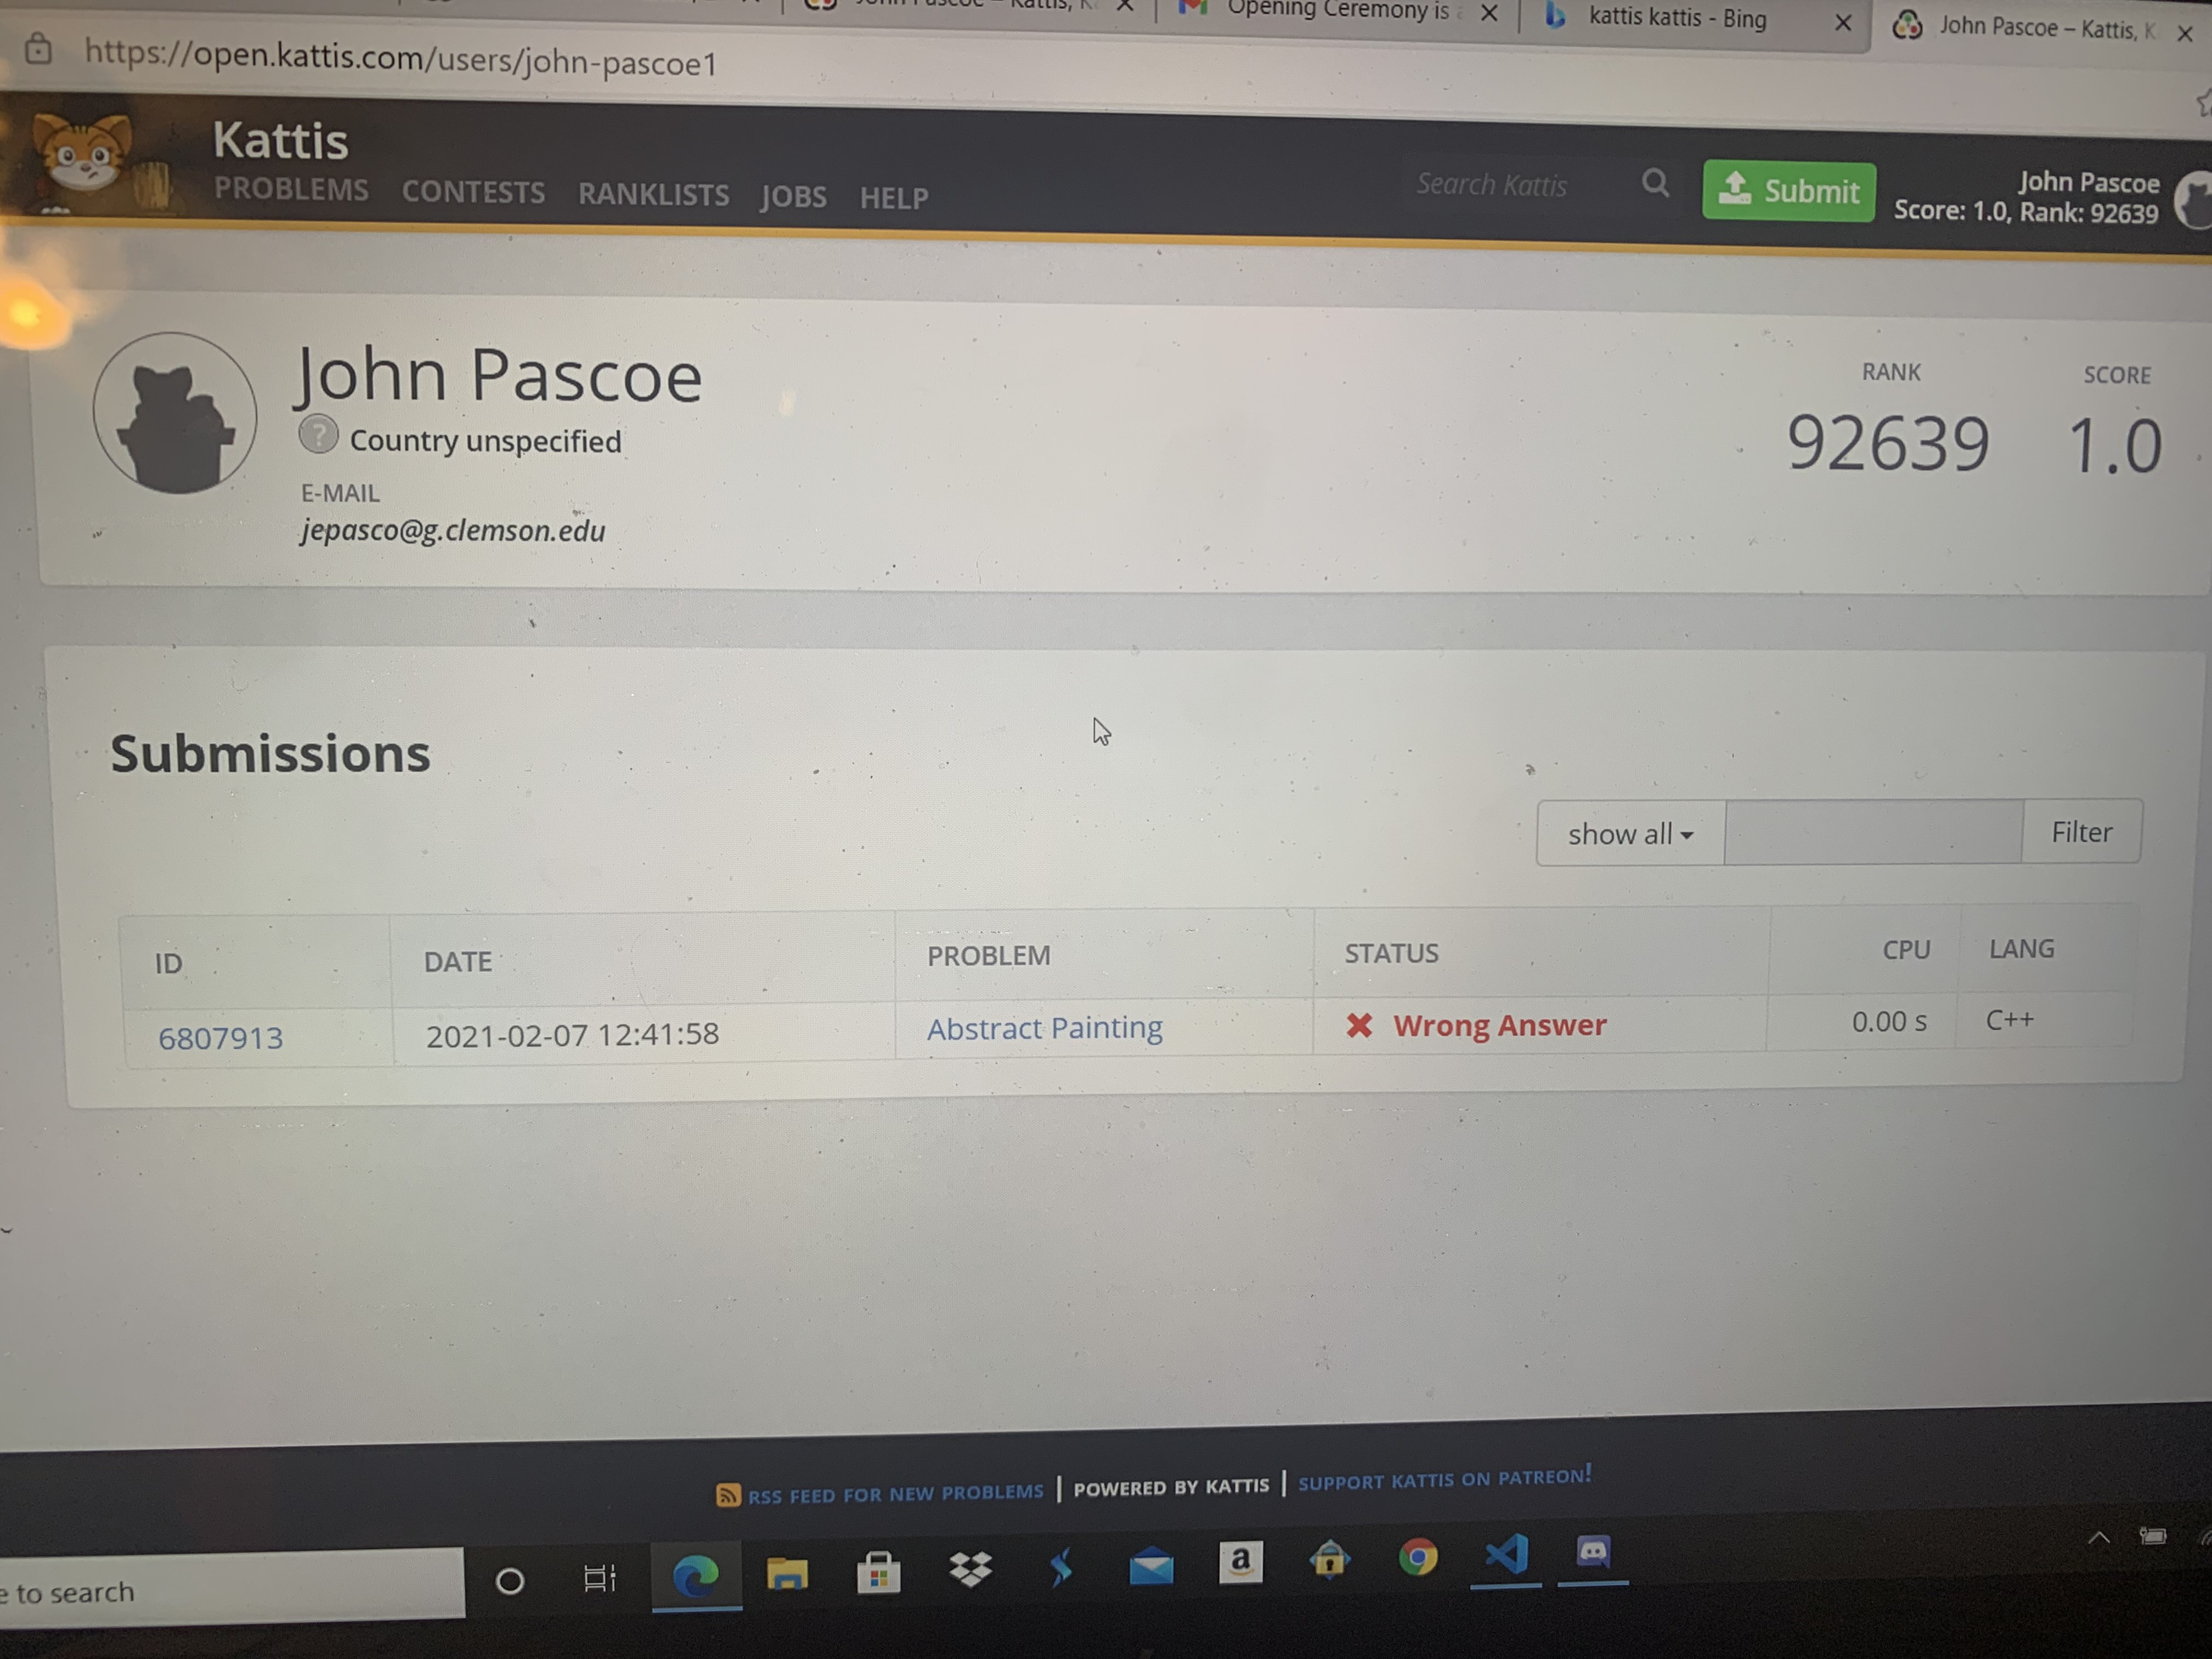 Opening Ceremony is
kattis kattis - Bing
John Pascoe – Kattis, K
https://open.kattis.com/users/john-pascoe1
Kattis
PROBLEMS CONTESTS RANKLISTS JOBS HELP
Search Kattis
Submit
John Pascoe
Score: 1.0, Rank: 92639
John Pascoe
Country unspecified
E-MAIL
jepasco@g.clemson.edu
RANK
92639
SCORE
1.0
Submissions
show all
Filter
ID DATE PROBLEM STATUS CPU LANG
6807913 2021-02-07 12:41:58 Abstract Painting Wrong Answer 0.00 s C++
RSS FEED FOR NEW PROBLEMS | POWERED BY KATTIS | SUPPORT KATTIS ON PATREON!
e to search
a